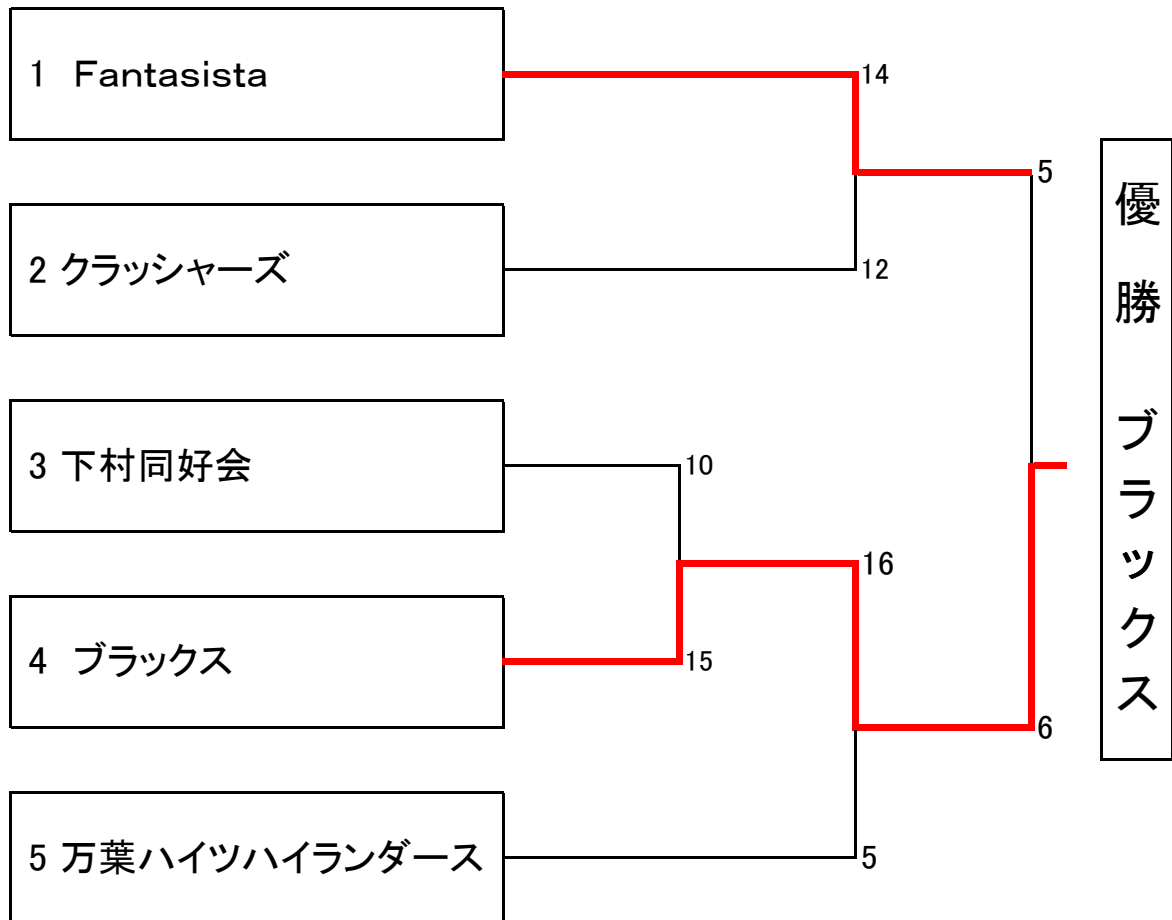 1 Fantasista
14
5
12
2 クラッシャーズ
3 下村同好会
10
16
4 ブラックス
15
6
5 万葉ハイツハイランダース
5
優勝 ブラックス